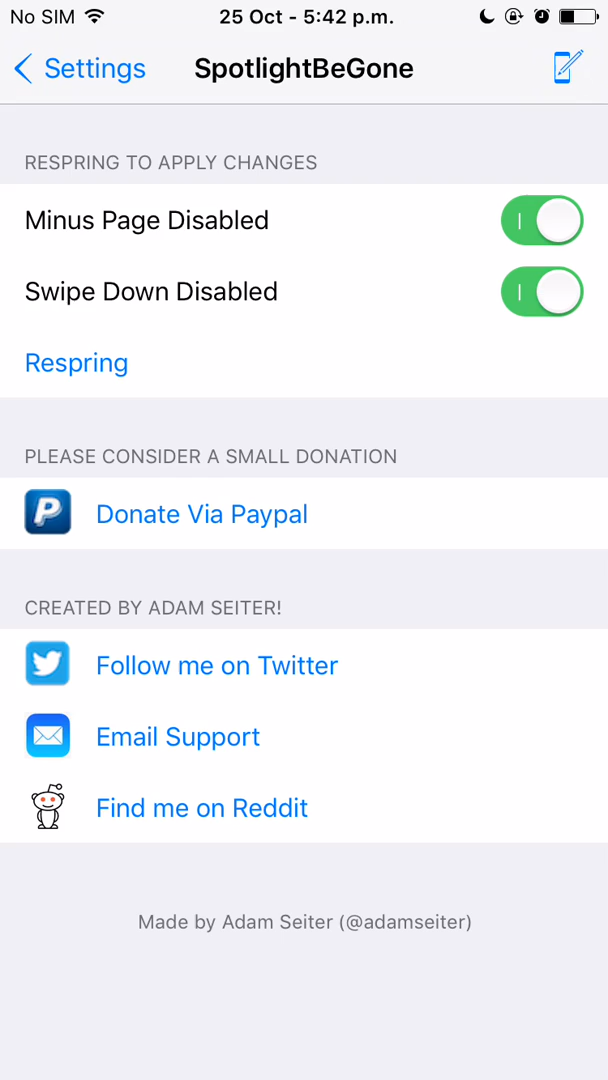 No SIM 25 Oct - 5:42 p.m.
Settings SpotlightBeGone
RESPRING TO APPLY CHANGES
Minus Page Disabled
Swipe Down Disabled
Respring
PLEASE CONSIDER A SMALL DONATION
Donate Via Paypal
CREATED BY ADAM SEITER!
Follow me on Twitter
Email Support
Find me on Reddit
Made by Adam Seiter (@adamseiter)